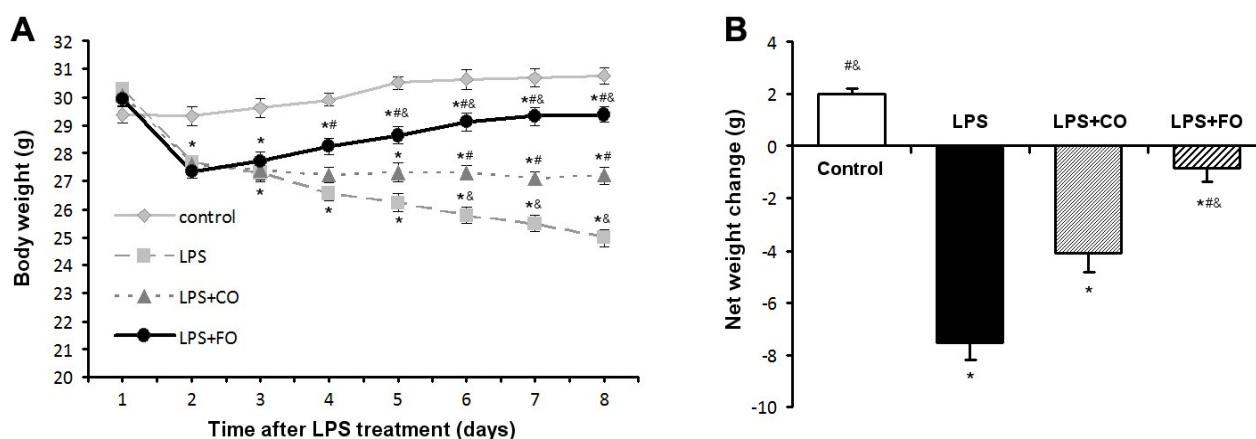 A
32
31
30
29
28
27
26
25
24
23
22
21
20
Body weight (g)
* * *# *#& *#& *#& *#&
* *# *# *#
* * * *& *& *&
control
LPS
LPS+CO
LPS+FO
1 2 3 4 5 6 7 8
Time after LPS treatment (days)
B
4
2
0
-2
-4
-6
-8
-10
Net weight change (g)
#&
Control
LPS LPS+CO LPS+FO
*#&
*
*